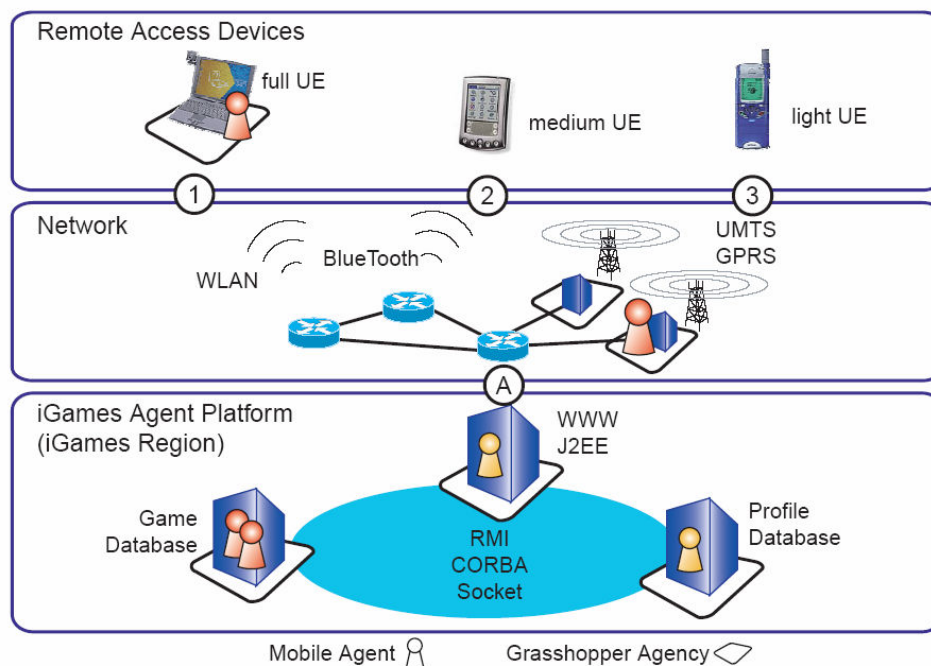 Remote Access Devices
full UE
medium UE
light UE
1
2
3
Network
WLAN
BlueTooth
UMTS
GPRS
A
iGames Agent Platform
(iGames Region)
WWW
J2EE
Game
Database
RMI
CORBA
Socket
Profile
Database
Mobile Agent
Grasshopper Agency